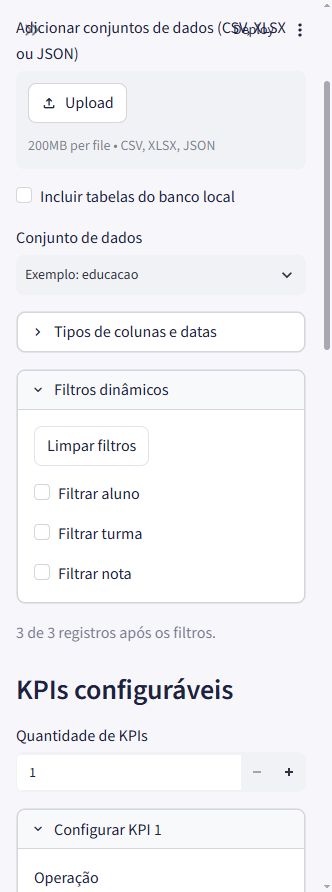 Adicionar conjuntos de dados (CSV, XLSX
Deploy
ou JSON)
Upload
200MB per file • CSV, XLSX, JSON
Incluir tabelas do banco local
Conjunto de dados
Exemplo: educacao
Tipos de colunas e datas
Filtros dinâmicos
Limpar filtros
Filtrar aluno
Filtrar turma
Filtrar nota
3 de 3 registros após os filtros.
KPIs configuráveis
Quantidade de KPIs
1
Configurar KPI 1
Operação